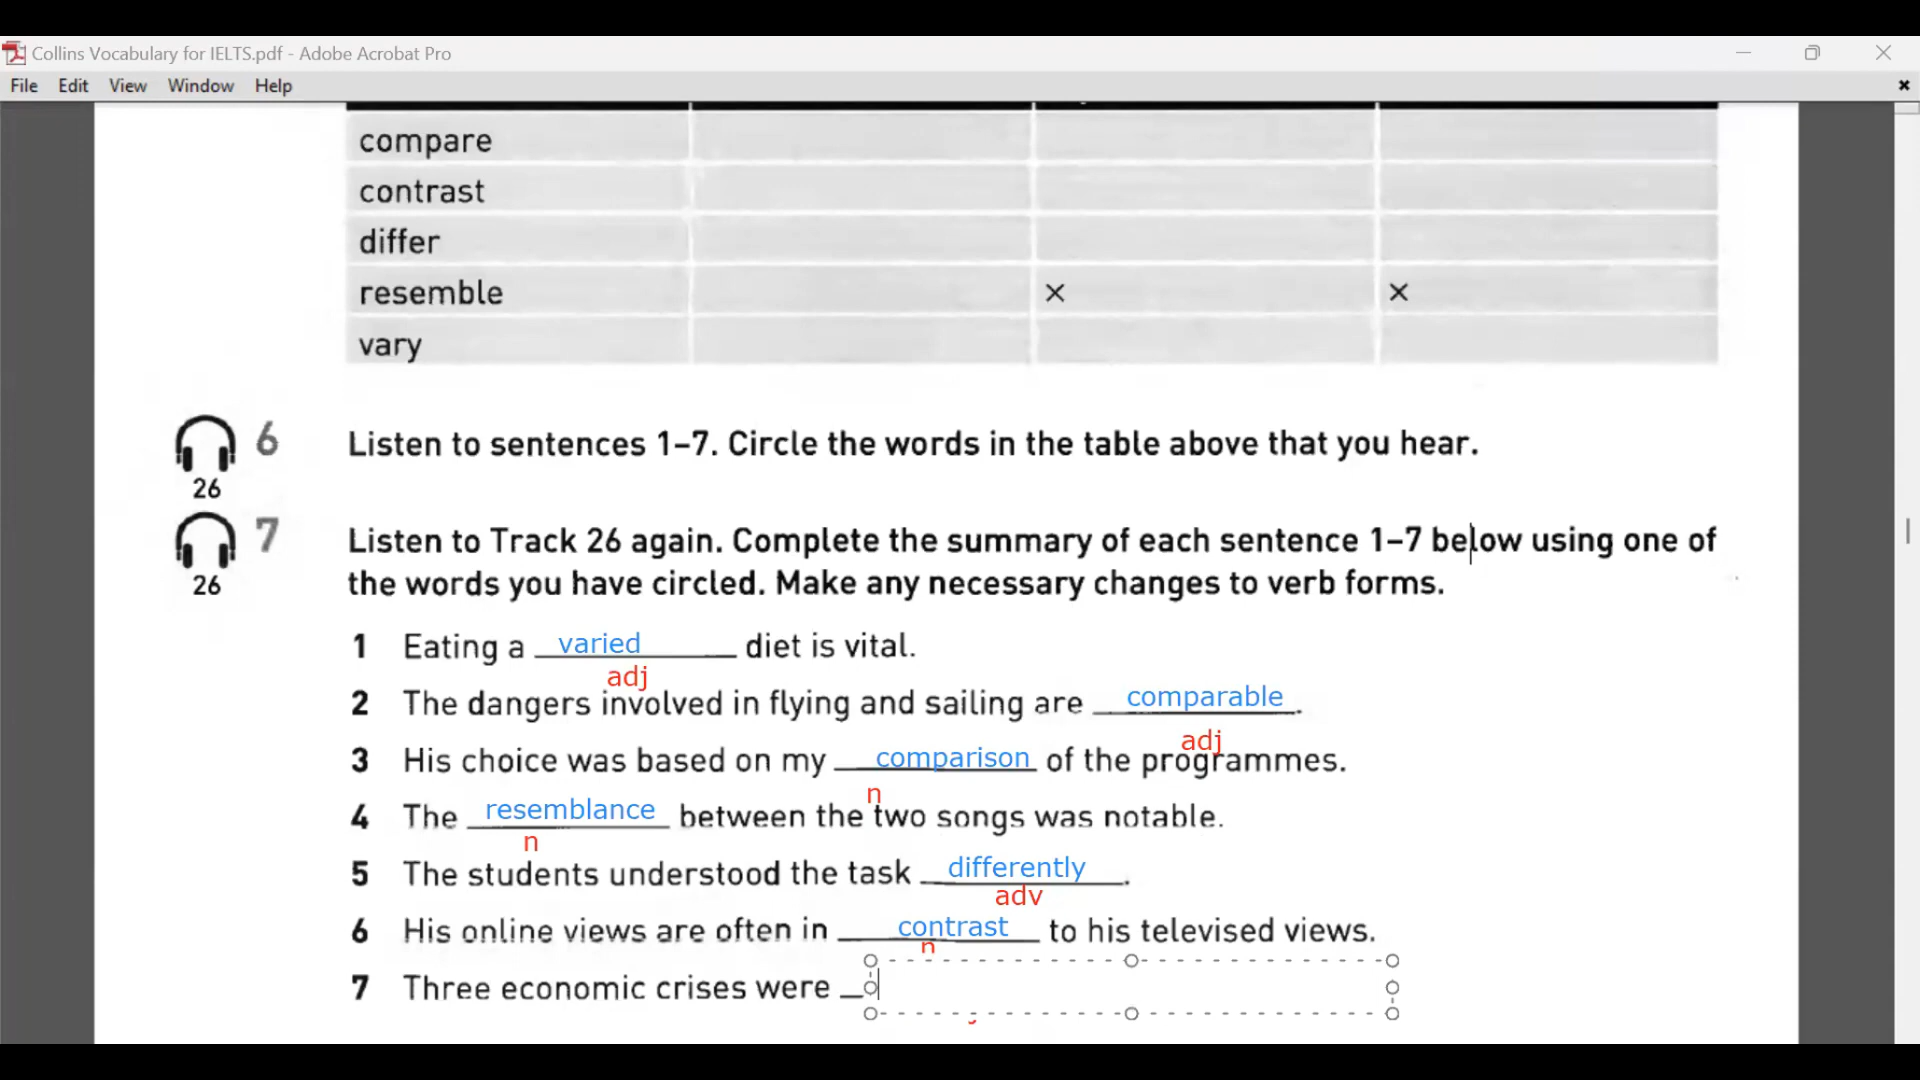 Collins Vocabulary for IELTS.pdf - Adobe Acrobat Pro
File Edit View Window Help
compare
contrast
differ
resemble × ×
vary
6 Listen to sentences 1–7. Circle the words in the table above that you hear.
26
7 Listen to Track 26 again. Complete the summary of each sentence 1–7 below using one of
the words you have circled. Make any necessary changes to verb forms.
26
1 Eating a varied diet is vital.
adj
2 The dangers involved in flying and sailing are comparable.
adj
3 His choice was based on my comparison of the programmes.
n
4 The resemblance between the two songs was notable.
n
5 The students understood the task differently.
adv
6 His online views are often in contrast to his televised views.
n
7 Three economic crises were